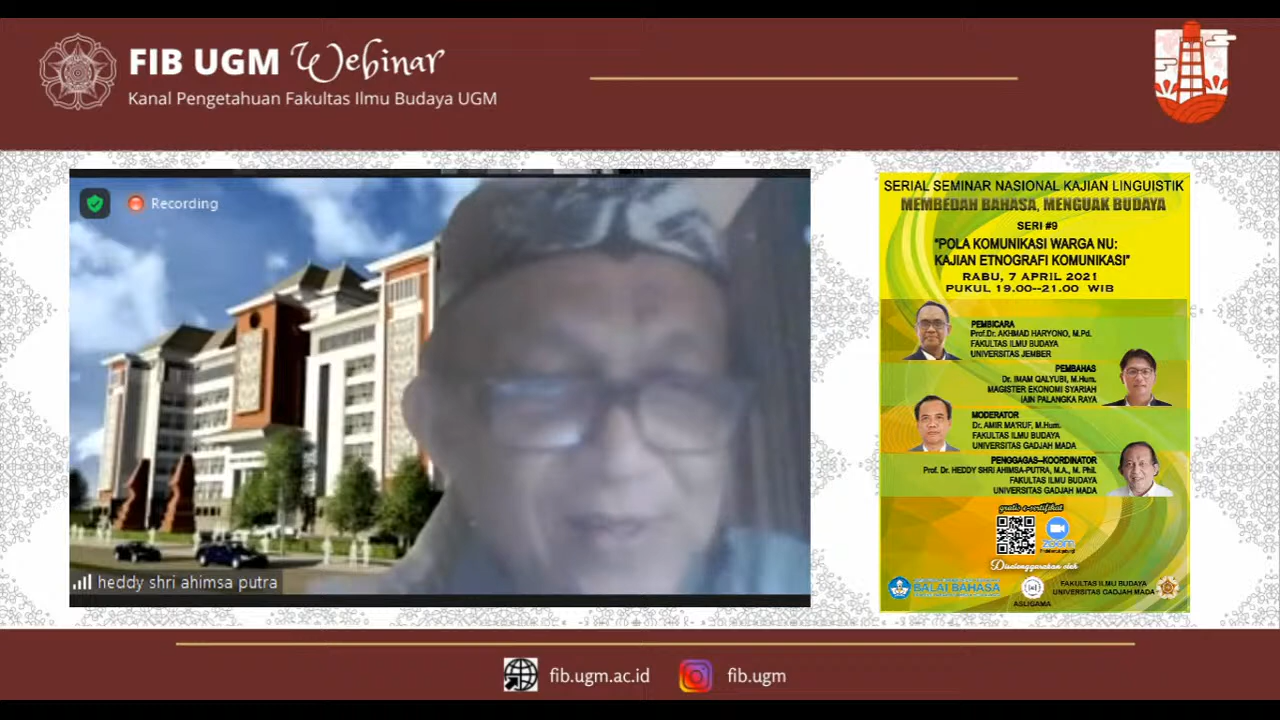 FIB UGM Webinar
Kanal Pengetahuan Fakultas Ilmu Budaya UGM
Recording
heddy shri ahimsa putra
SERIAL SEMINAR NASIONAL KAJIAN LINGUISTIK
MEMBEDAH BAHASA, MENGUAK BUDAYA
SERI #9
"POLA KOMUNIKASI WARGA NU:
KAJIAN ETNOGRAFI KOMUNIKASI"
RABU, 7 APRIL 2021
PUKUL 19.00--21.00 WIB
PEMBICARA
Prof.Dr. AKHMAD HARYONO, M.Pd.
FAKULTAS ILMU BUDAYA
UNIVERSITAS JEMBER
PEMBAHAS
Dr. IMAM QALYUBI, M.Hum.
MAGISTER EKONOMI SYARIAH
IAIN PALANGKA RAYA
MODERATOR
Dr. AMIR MA'RUF, M.Hum.
FAKULTAS ILMU BUDAYA
UNIVERSITAS GADJAH MADA
PENGGAGAS--KOORDINATOR
Prof. Dr. HEDDY SHRI AHIMSA-PUTRA, M.A., M. Phil.
FAKULTAS ILMU BUDAYA
UNIVERSITAS GADJAH MADA
gratis e-sertifikat
zoom
Diselenggarakan oleh
BALAI BAHASA
ASLIGAMA
FAKULTAS ILMU BUDAYA
UNIVERSITAS GADJAH MADA
fib.ugm.ac.id
fib.ugm